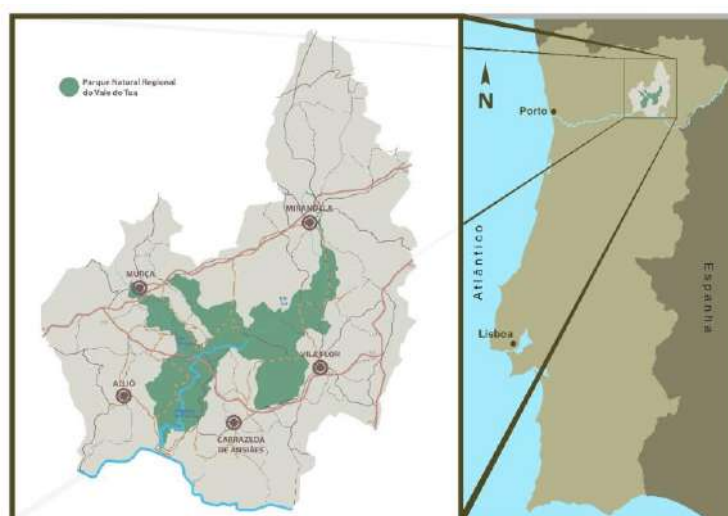 Parque Natural Regional
do Vale do Tua
MIRANDELA
MURÇA
VILA FLOR
ALIJÓ
CARRAZEDA
DE ANSIÃES
N
Porto
Atlântico
Espanha
Lisboa